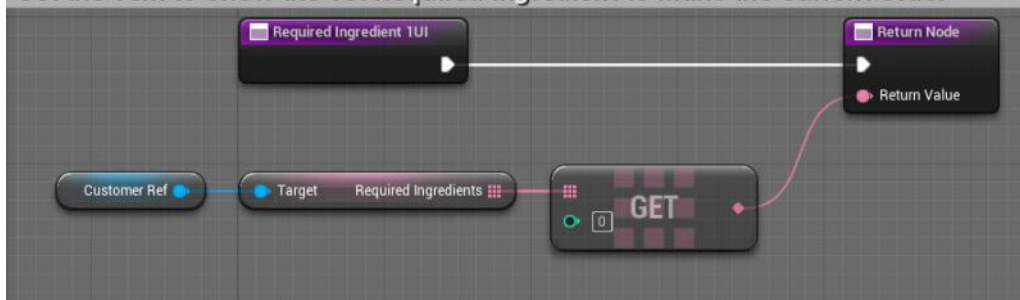 Required Ingredient 1UI
Return Node
Return Value
Customer Ref
Target
Required Ingredients
0
GET